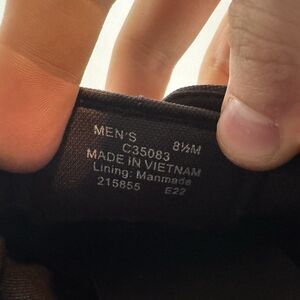 MEN'S 8½M
C35083
MADE IN VIETNAM
Lining: Manmade
215855 E22